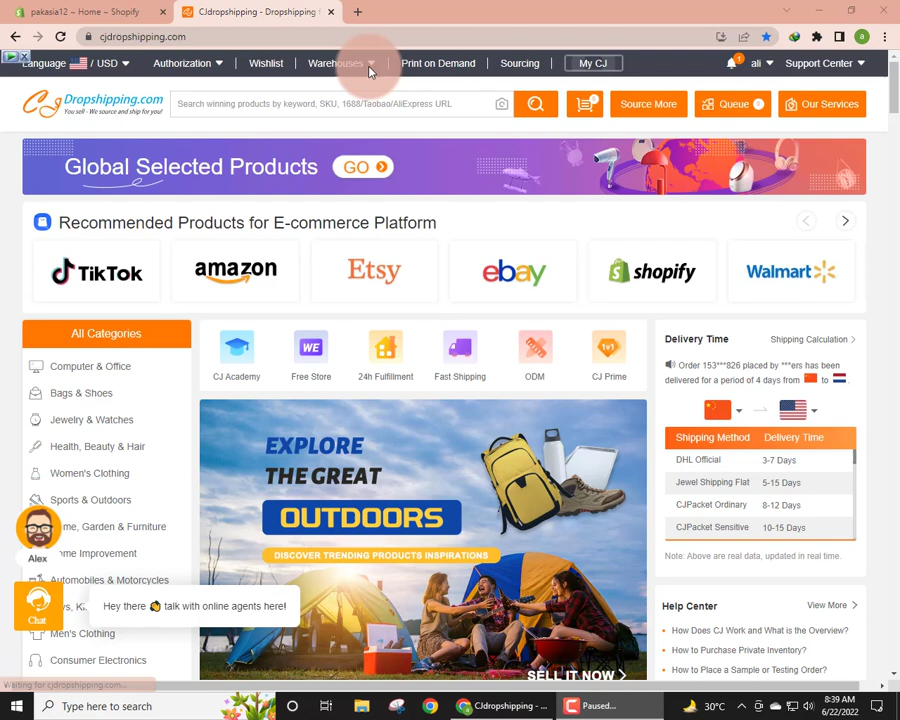 pakasia12 ~ Home ~ Shopify
CJdropshipping - Dropshipping f
cjdropshipping.com
a
Language / USD
Authorization
Wishlist
Warehouses
Print on Demand
Sourcing
My CJ
1
ali
Support Center
CJ Dropshipping.com
You sell - We source and ship for you!
Search winning products by keyword, SKU, 1688/Taobao/AliExpress URL
0
Source More
Queue 0
Our Services
Global Selected Products
GO
Recommended Products for E-commerce Platform
TikTok
amazon
Etsy
ebay
shopify
Walmart
All Categories
Computer & Office
Bags & Shoes
Jewelry & Watches
Health, Beauty & Hair
Women's Clothing
Sports & Outdoors
me, Garden & Furniture
ome Improvement
Automobiles & Motorcycles
Men's Clothing
Consumer Electronics
WE
1v1
CJ Academy
Free Store
24h Fulfillment
Fast Shipping
ODM
CJ Prime
EXPLORE
THE GREAT
OUTDOORS
DISCOVER TRENDING PRODUCTS INSPIRATIONS
SELL IT NOW
Delivery Time
Shipping Calculation
Order 153***826 placed by ***ers has been
delivered for a period of 4 days from to .
Shipping Method Delivery Time
DHL Official 3-7 Days
Jewel Shipping Flat 5-15 Days
CJPacket Ordinary 8-12 Days
CJPacket Sensitive 10-15 Days
Note: Above are real data, updated in real time.
Help Center
View More
How Does CJ Work and What is the Overview?
How to Purchase Private Inventory?
How to Place a Sample or Testing Order?
Alex
Chat
Hey there talk with online agents here!
Waiting for cjdropshipping.com...
Type here to search
CJdropshipping - ...
Paused...
30°C
8:39 AM
6/22/2022